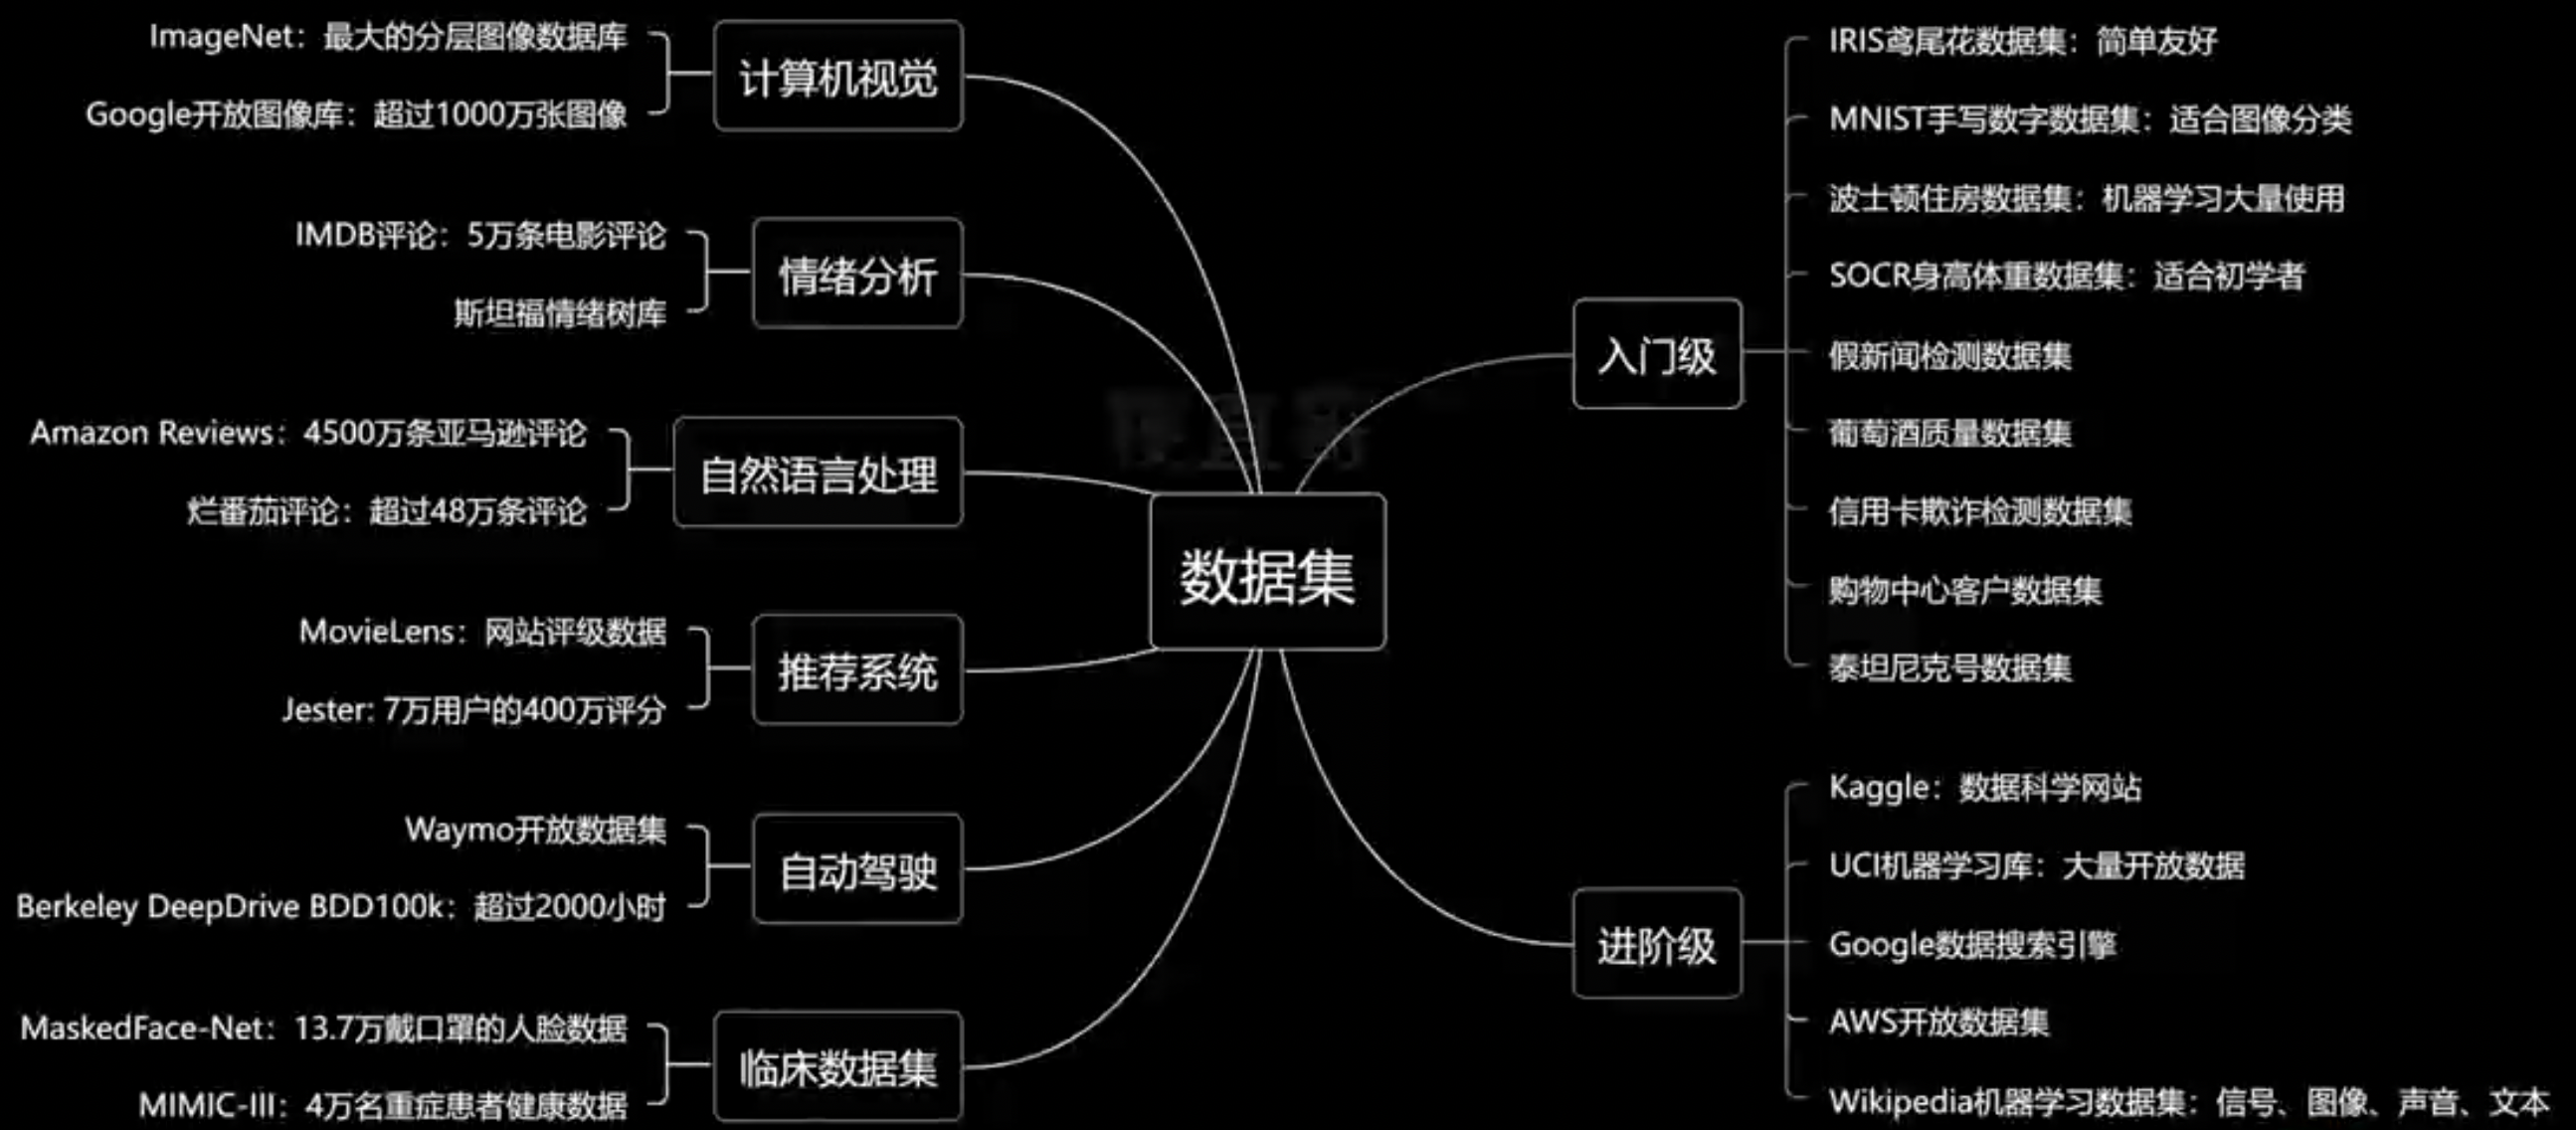 数据集
计算机视觉
ImageNet：最大的分层图像数据库
Google开放图像库：超过1000万张图像
情绪分析
IMDB评论：5万条电影评论
斯坦福情绪树库
自然语言处理
Amazon Reviews：4500万条亚马逊评论
烂番茄评论：超过48万条评论
推荐系统
MovieLens：网站评级数据
Jester: 7万用户的400万评分
自动驾驶
Waymo开放数据集
Berkeley DeepDrive BDD100k：超过2000小时
临床数据集
MaskedFace-Net：13.7万戴口罩的人脸数据
MIMIC-III：4万名重症患者健康数据
入门级
IRIS鸢尾花数据集：简单友好
MNIST手写数字数据集：适合图像分类
波士顿住房数据集：机器学习大量使用
SOCR身高体重数据集：适合初学者
假新闻检测数据集
葡萄酒质量数据集
信用卡欺诈检测数据集
购物中心客户数据集
泰坦尼克号数据集
进阶级
Kaggle：数据科学网站
UCI机器学习库：大量开放数据
Google数据搜索引擎
AWS开放数据集
Wikipedia机器学习数据集：信号、图像、声音、文本